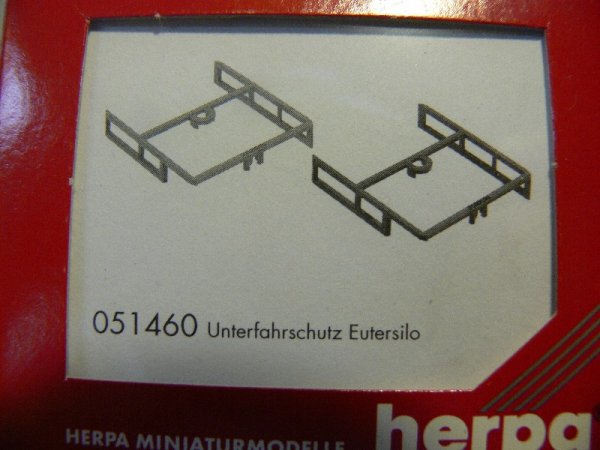 051460 Unterfahrschutz Eutersilo
HERPA MINIATURMODELLE
herpa